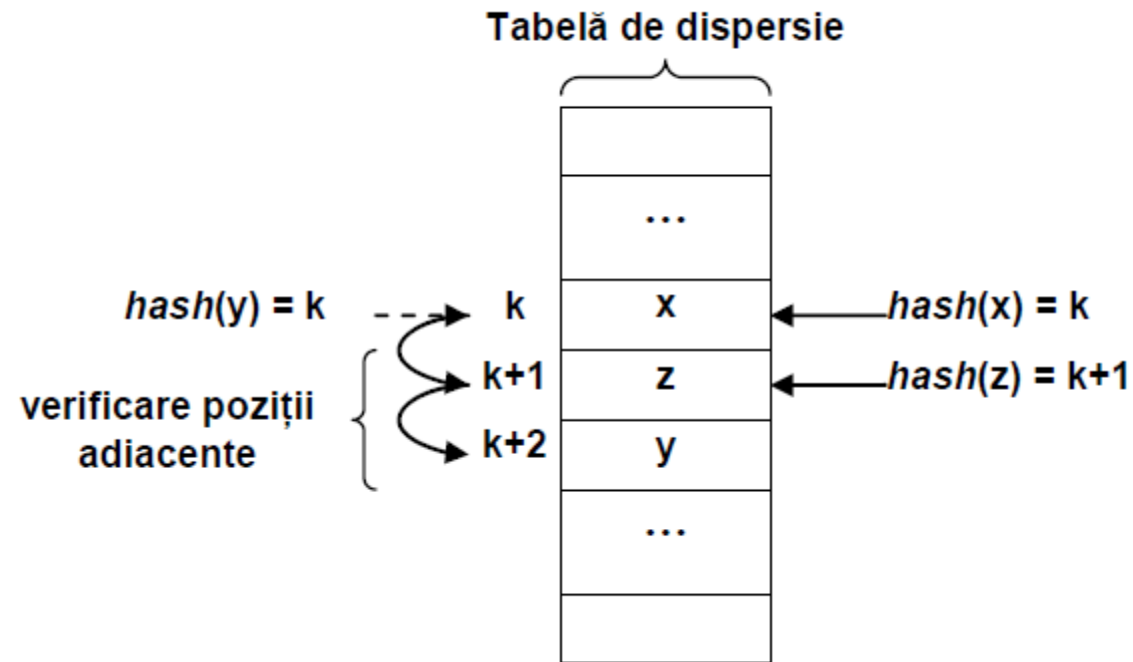 Tabelă de dispersie
...
hash(y) = k
k
x
hash(x) = k
k+1
z
hash(z) = k+1
verificare poziții
adiacente
k+2
y
...